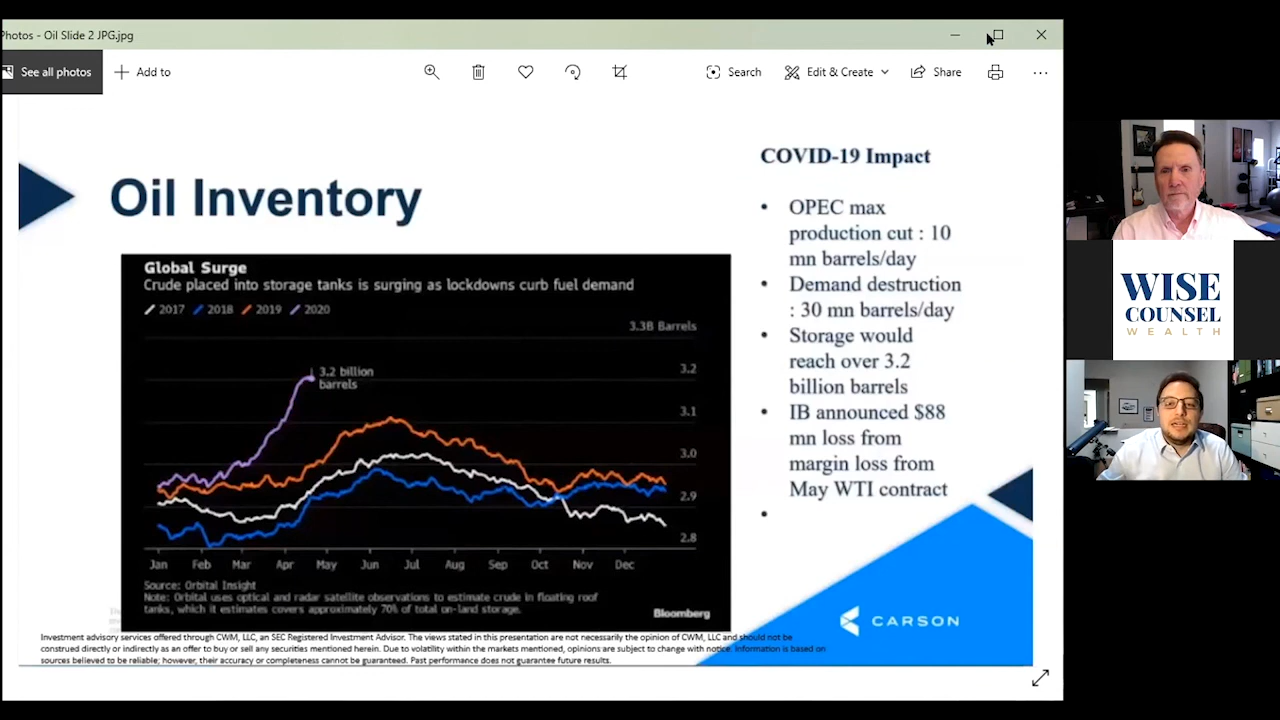 Photos - Oil Slide 2 JPG.jpg
See all photos
Add to
Search
Edit & Create
Share
Oil Inventory
Global Surge
Crude placed into storage tanks is surging as lockdowns curb fuel demand
2017 2018 2019 2020
3.3B Barrels
3.2 billion
barrels
3.2
3.1
3.0
2.9
2.8
Jan Feb Mar Apr May Jun Jul Aug Sep Oct Nov Dec
Source: Orbital Insight
Note: Orbital uses optical and radar satellite observations to estimate crude in floating roof
tanks, which it estimates covers approximately 70% of total on-land storage.
Bloomberg
COVID-19 Impact
• OPEC max
production cut : 10
mn barrels/day
• Demand destruction
: 30 mn barrels/day
• Storage would
reach over 3.2
billion barrels
• IB announced $88
mn loss from
margin loss from
May WTI contract
•
CARSON
Investment advisory services offered through CWM, LLC, an SEC Registered Investment Advisor. The views stated in this presentation are not necessarily the opinion of CWM, LLC and should not be
construed directly or indirectly as an offer to buy or sell any securities mentioned herein. Due to volatility within the markets mentioned, opinions are subject to change with notice. Information is based on
sources believed to be reliable; however, their accuracy or completeness cannot be guaranteed. Past performance does not guarantee future results.
WISE
COUNSEL
WEALTH